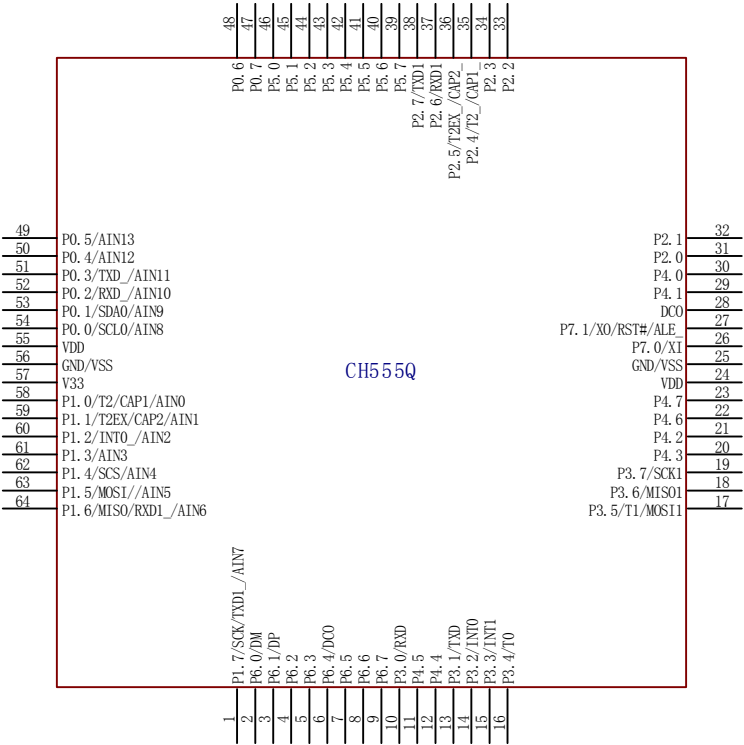 48 47 46 45 44 43 42 41 40 39 38 37 36 35 34 33
P0.6
P0.7
P5.0
P5.1
P5.2
P5.3
P5.4
P5.5
P5.6
P5.7
P2.7/TXD1
P2.6/RXD1
P2.5/T2EX_/CAP2_
P2.4/T2_/CAP1_
P2.3
P2.2
49 P0.5/AIN13
50 P0.4/AIN12
51 P0.3/TXD_/AIN11
52 P0.2/RXD_/AIN10
53 P0.1/SDA0/AIN9
54 P0.0/SCL0/AIN8
55 VDD
56 GND/VSS
57 V33
58 P1.0/T2/CAP1/AIN0
59 P1.1/T2EX/CAP2/AIN1
60 P1.2/INT0_/AIN2
61 P1.3/AIN3
62 P1.4/SCS/AIN4
63 P1.5/MOSI//AIN5
64 P1.6/MISO/RXD1_/AIN6
CH555Q
P2.1 32
P2.0 31
P4.0 30
P4.1 29
DCO 28
P7.1/XO/RST#/ALE_ 27
P7.0/XI 26
GND/VSS 25
VDD 24
P4.7 23
P4.6 22
P4.2 21
P4.3 20
P3.7/SCK1 19
P3.6/MISO1 18
P3.5/T1/MOSI1 17
P1.7/SCK/TXD1_/AIN7
P6.0/DM
P6.1/DP
P6.2
P6.3
P6.4/DCO
P6.5
P6.6
P6.7
P3.0/RXD
P4.5
P4.4
P3.1/TXD
P3.2/INT0
P3.3/INT1
P3.4/T0
1 2 3 4 5 6 7 8 9 10 11 12 13 14 15 16